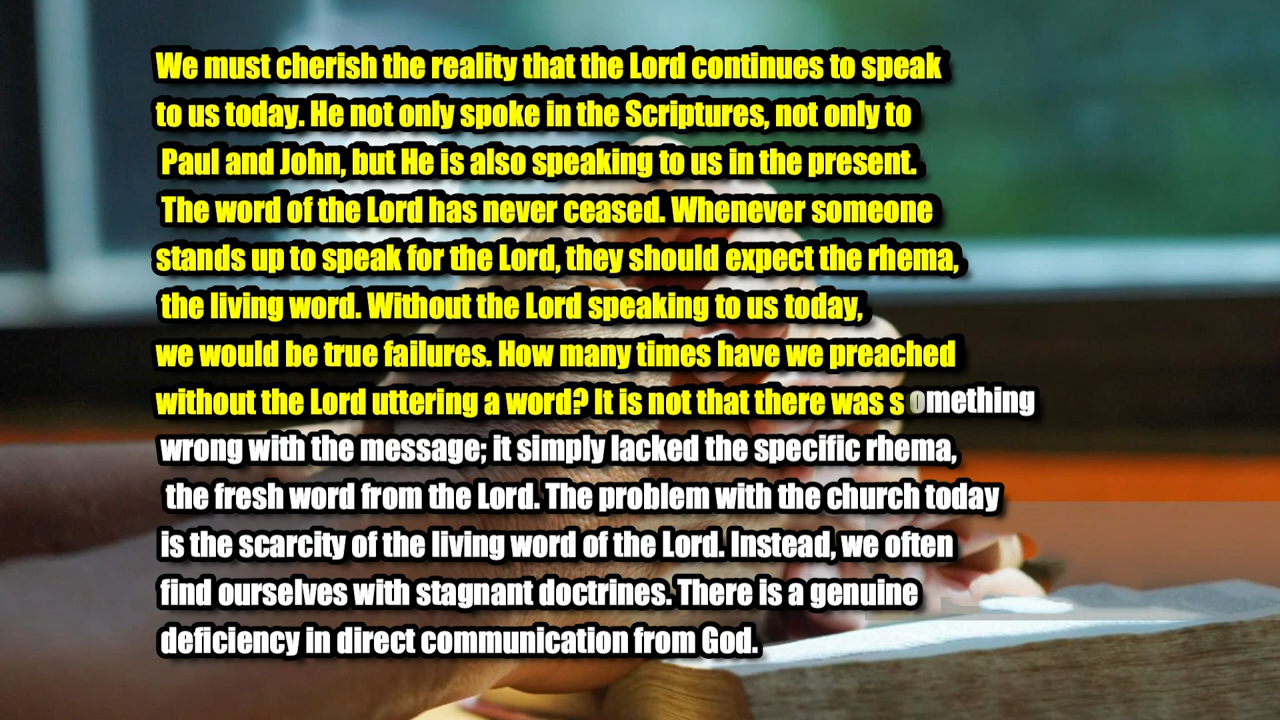 We must cherish the reality that the Lord continues to speak
to us today. He not only spoke in the Scriptures, not only to
Paul and John, but He is also speaking to us in the present.
The word of the Lord has never ceased. Whenever someone
stands up to speak for the Lord, they should expect the rhema,
the living word. Without the Lord speaking to us today,
we would be true failures. How many times have we preached
without the Lord uttering a word? It is not that there was s omething
wrong with the message; it simply lacked the specific rhema,
the fresh word from the Lord. The problem with the church today
is the scarcity of the living word of the Lord. Instead, we often
find ourselves with stagnant doctrines. There is a genuine
deficiency in direct communication from God.